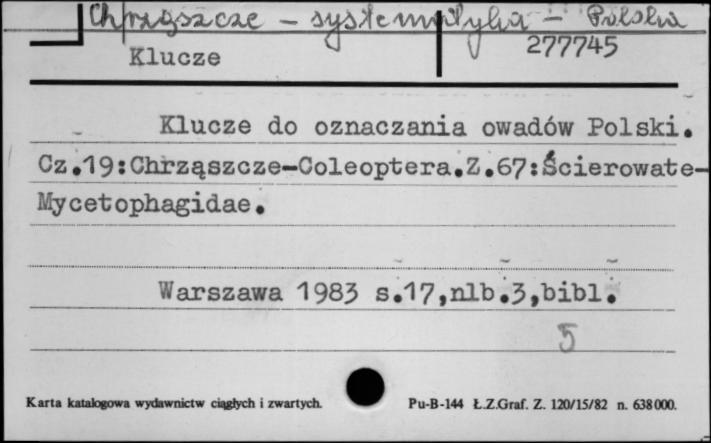 Chrząszcze – systematyka – Polska
277745
Klucze
Klucze do oznaczania owadów Polski.
Cz.19:Chrząszcze-Coleoptera.Z.67:Ścierowate-
Mycetophagidae.
Warszawa 1983 s.17,nlb.3,bibl.
5
Karta katalogowa wydawnictw ciągłych i zwartych. Pu-B-144 Ł.Z.Graf. Z. 120/15/82 n. 638000.